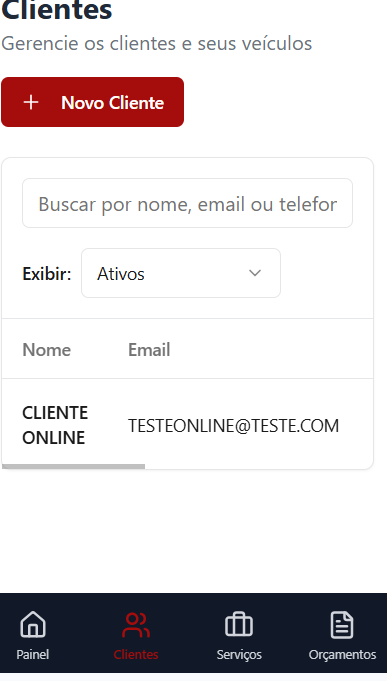 Clientes
Gerencie os clientes e seus veículos
Novo Cliente
Buscar por nome, email ou telefor
Exibir: Ativos
Nome Email
CLIENTE
ONLINE
TESTEONLINE@TESTE.COM
Painel Clientes Serviços Orçamentos